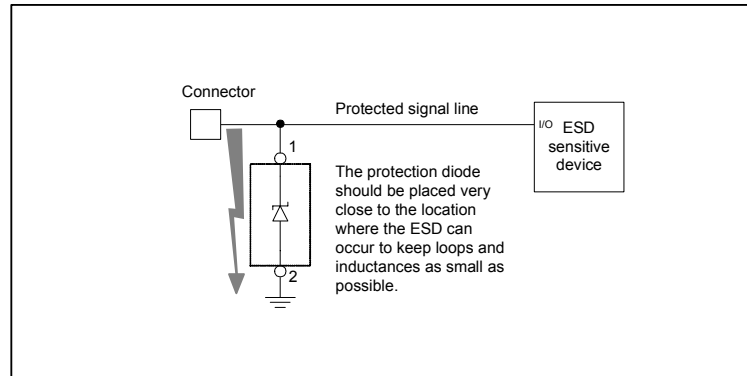 Connector
Protected signal line
I/O ESD
sensitive
device
1
The protection diode
should be placed very
close to the location
where the ESD can
occur to keep loops and
inductances as small as
possible.
2